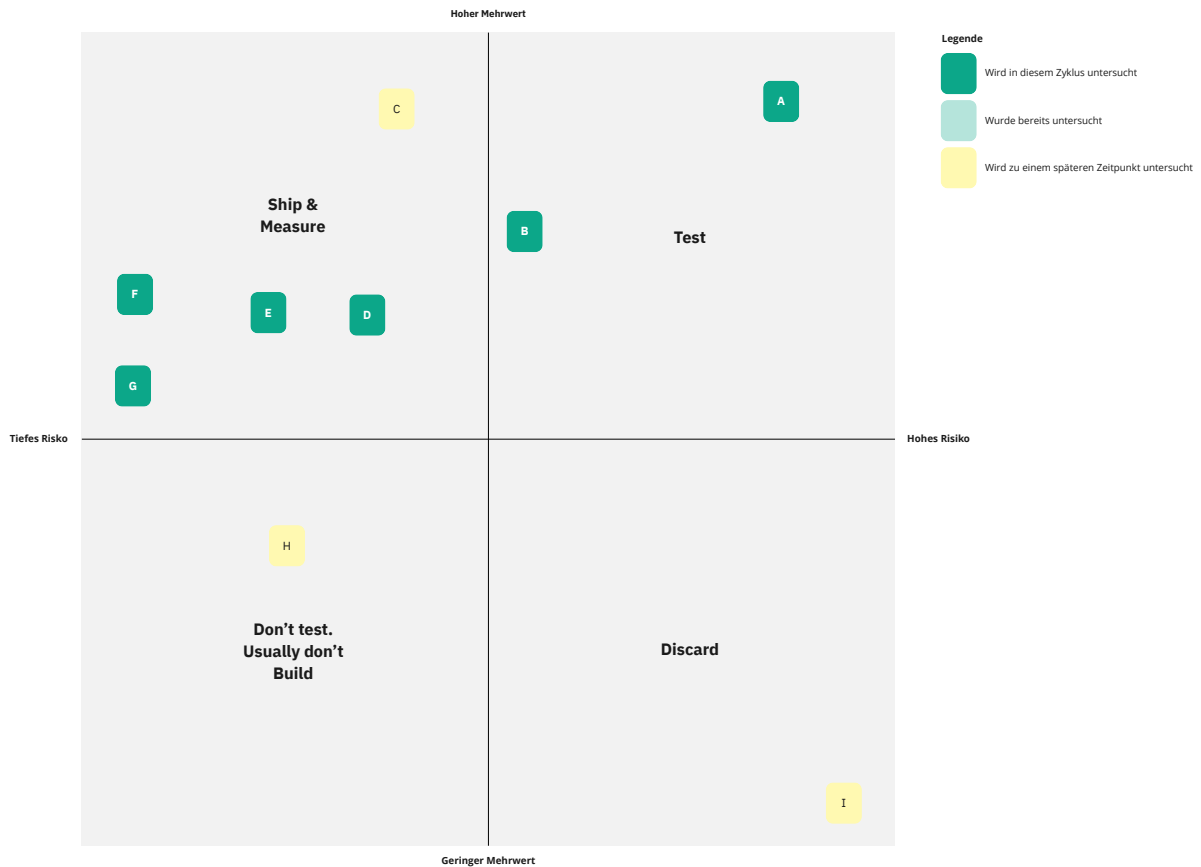 Hoher Mehrwert
Legende
Wird in diesem Zyklus untersucht
Wurde bereits untersucht
Wird zu einem späteren Zeitpunkt untersucht
A
C
Ship &
Measure
B
Test
F
E
D
G
Tiefes Risko
Hohes Risiko
H
Don’t test.
Usually don’t
Build
Discard
I
Geringer Mehrwert